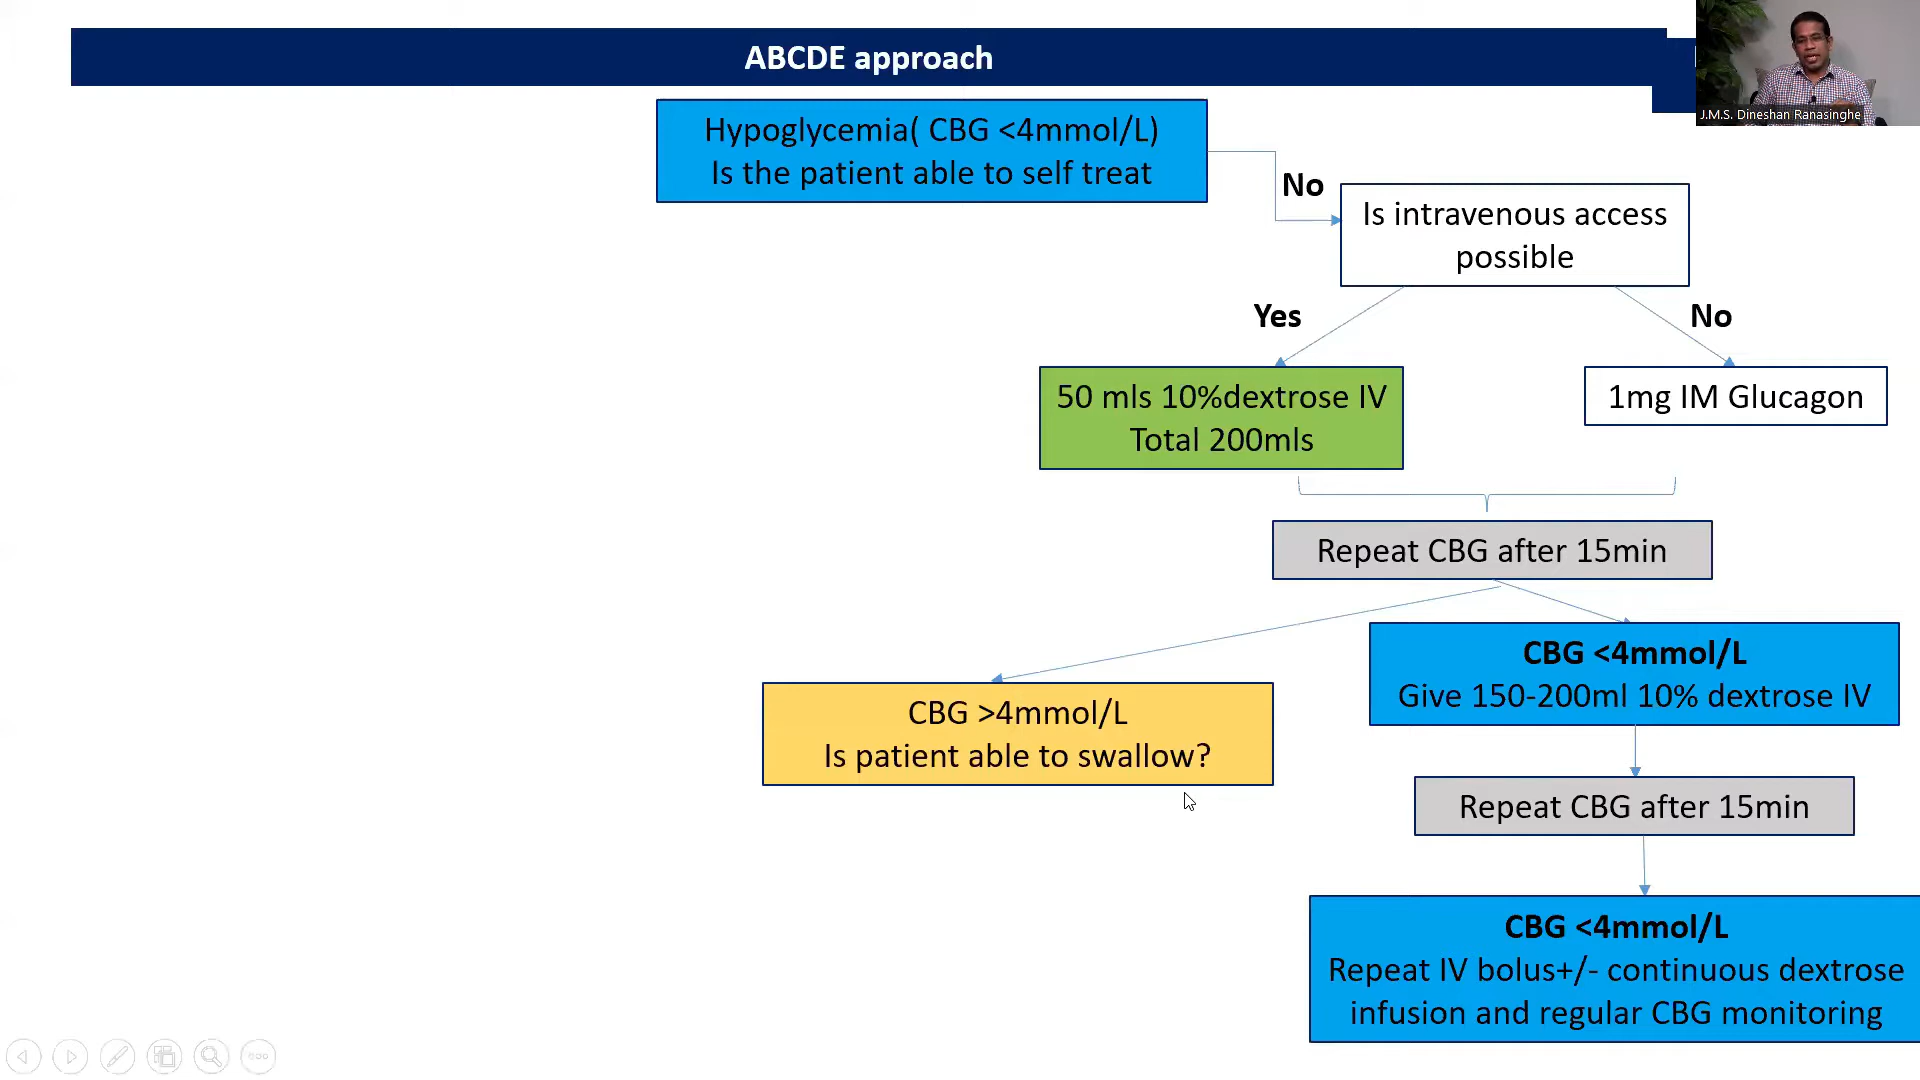 ABCDE approach
J.M.S. Dineshan Ranasinghe
Hypoglycemia( CBG <4mmol/L)
Is the patient able to self treat
No
Is intravenous access
possible
Yes
No
50 mls 10%dextrose IV
Total 200mls
1mg IM Glucagon
Repeat CBG after 15min
CBG <4mmol/L
Give 150-200ml 10% dextrose IV
CBG >4mmol/L
Is patient able to swallow?
Repeat CBG after 15min
CBG <4mmol/L
Repeat IV bolus+/- continuous dextrose
infusion and regular CBG monitoring